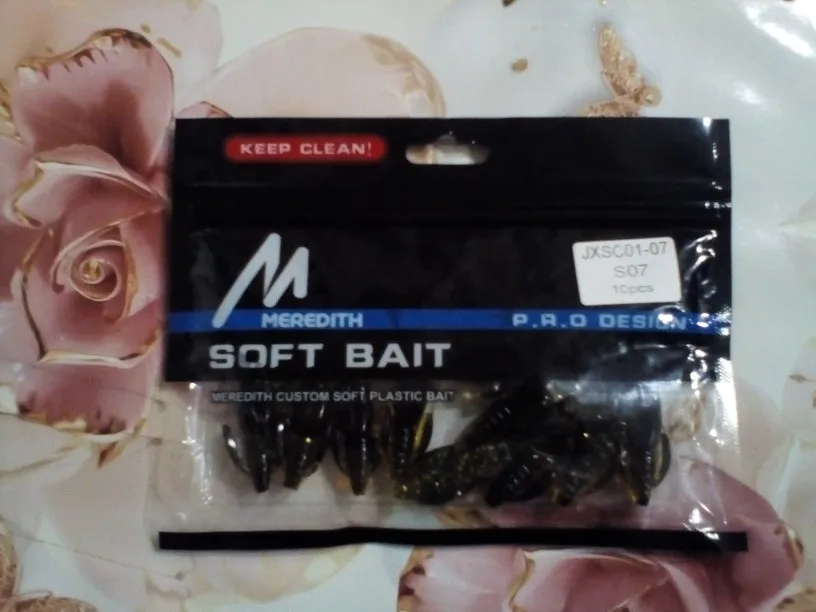 KEEP CLEAN!
JXSC01-07
S07
10pcs
MEREDITH
P.R.O DESIGN
SOFT BAIT
MEREDITH CUSTOM SOFT PLASTIC BAIT